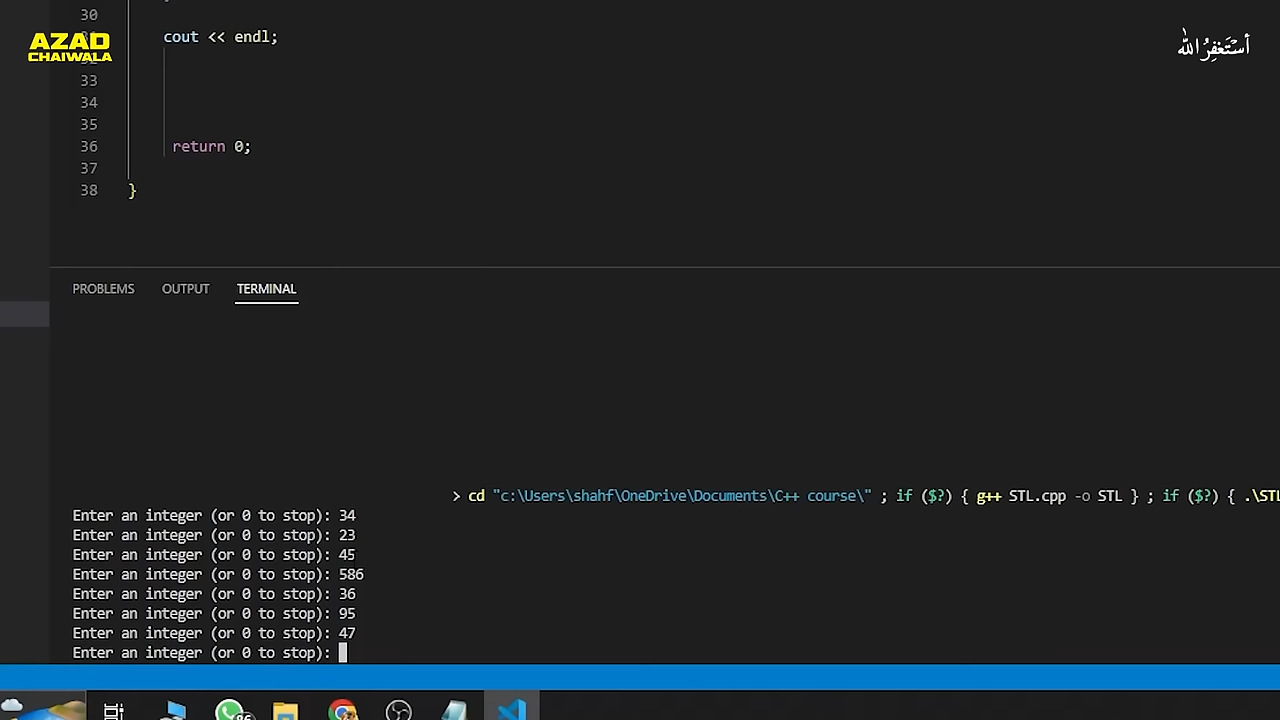 30
AZAD
CHAIWALA
cout << endl;
أستغفر الله
33
34
35
36 return 0;
37
38 }
PROBLEMS OUTPUT TERMINAL
> cd "c:\Users\shahf\OneDrive\Documents\C++ course\" ; if ($?) { g++ STL.cpp -o STL } ; if ($?) { .\STL
Enter an integer (or 0 to stop): 34
Enter an integer (or 0 to stop): 23
Enter an integer (or 0 to stop): 45
Enter an integer (or 0 to stop): 586
Enter an integer (or 0 to stop): 36
Enter an integer (or 0 to stop): 95
Enter an integer (or 0 to stop): 47
Enter an integer (or 0 to stop):